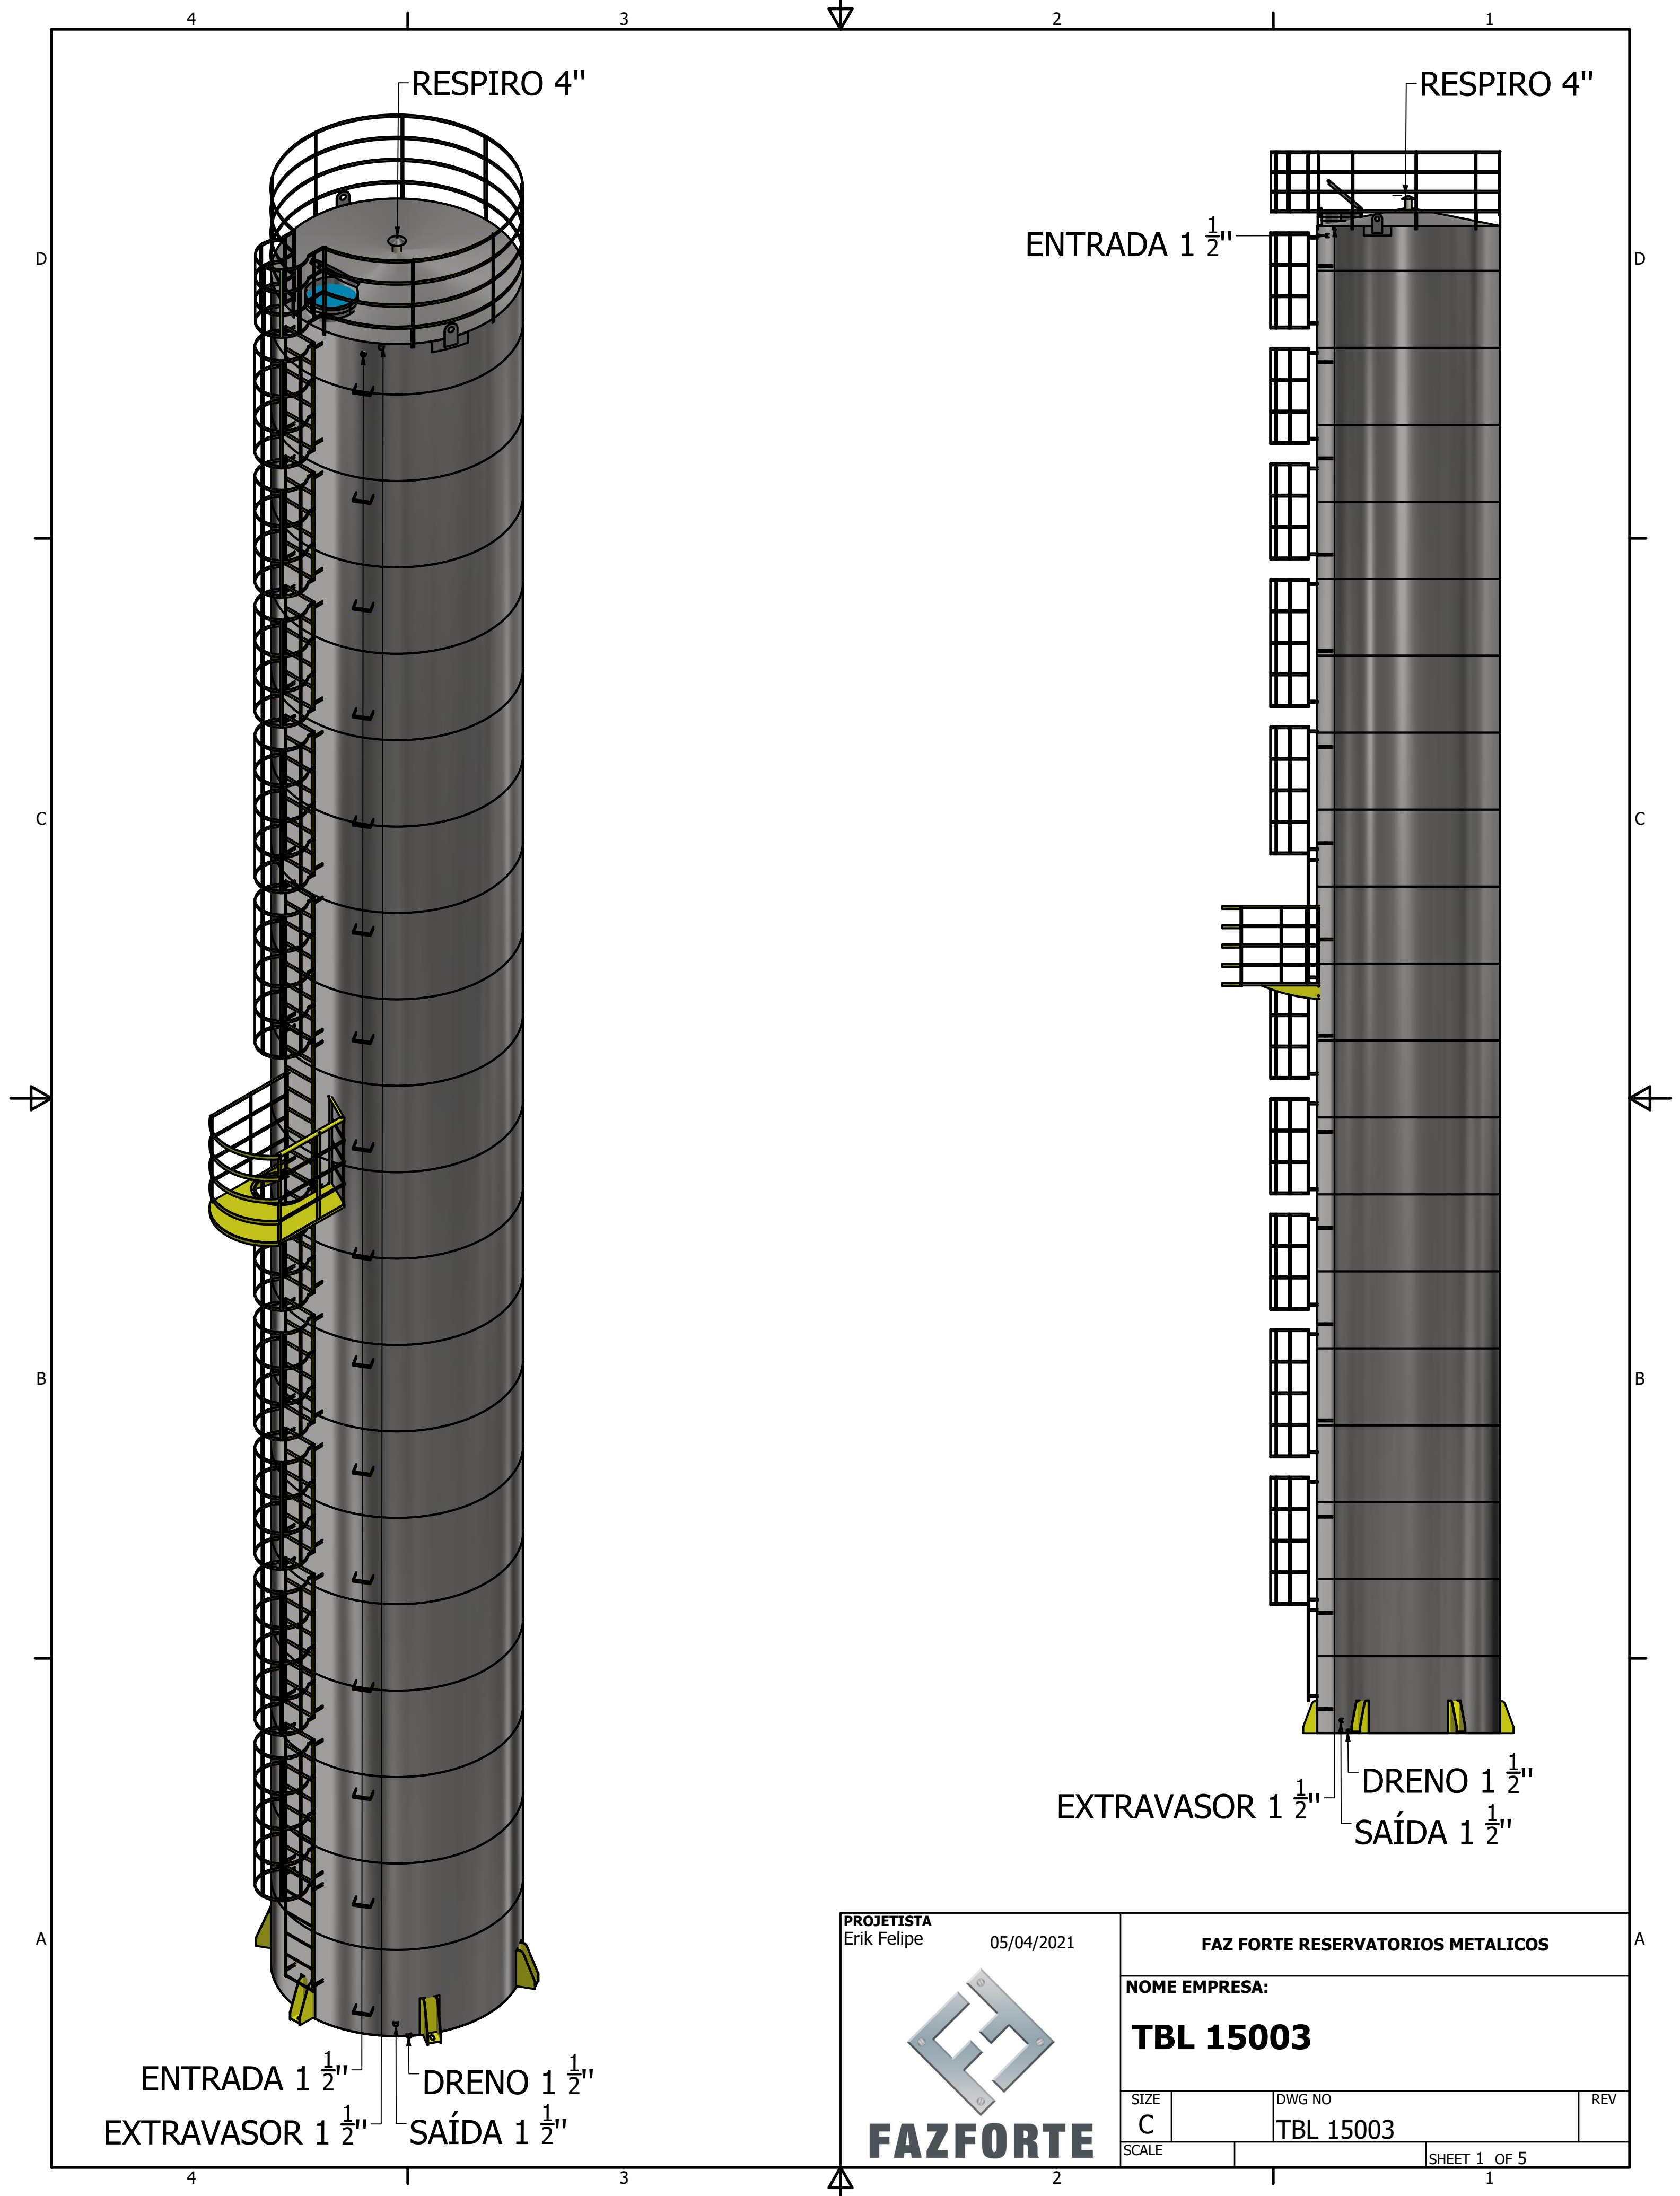 4 3 2 1
RESPIRO 4"
RESPIRO 4"
ENTRADA 1 1/2"
D D
C C
B B
A A
DRENO 1 1/2"
EXTRAVASOR 1 1/2"
SAÍDA 1 1/2"
ENTRADA 1 1/2"
DRENO 1 1/2"
EXTRAVASOR 1 1/2"
SAÍDA 1 1/2"
PROJETISTA
Erik Felipe 05/04/2021
FAZFORTE
FAZ FORTE RESERVATORIOS METALICOS
NOME EMPRESA:
TBL 15003
SIZE DWG NO REV
C TBL 15003
SCALE SHEET 1 OF 5
4 3 2 1